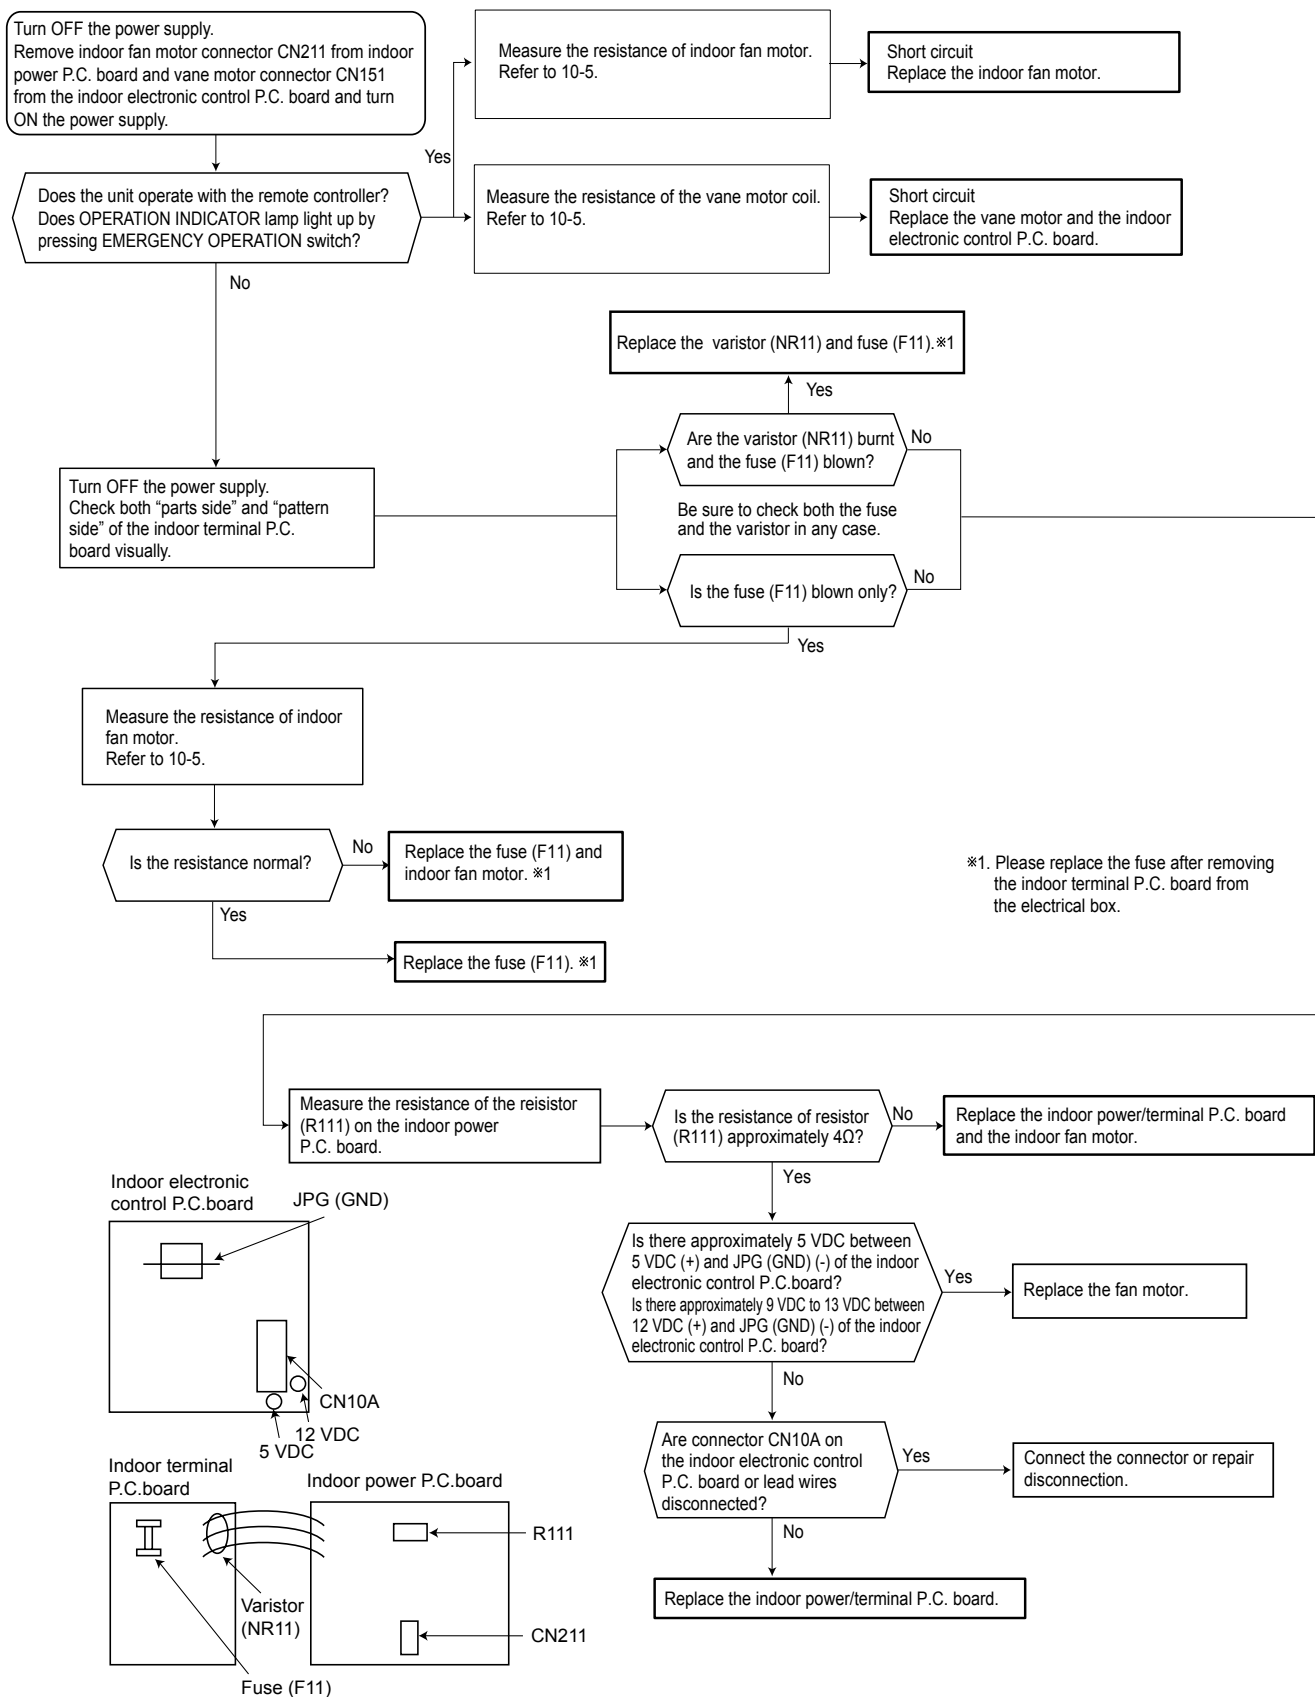 Turn OFF the power supply.
Remove indoor fan motor connector CN211 from indoor
power P.C. board and vane motor connector CN151
from the indoor electronic control P.C. board and turn
ON the power supply.
Measure the resistance of indoor fan motor.
Refer to 10-5.
Short circuit
Replace the indoor fan motor.
Yes
Does the unit operate with the remote controller?
Does OPERATION INDICATOR lamp light up by
pressing EMERGENCY OPERATION switch?
Measure the resistance of the vane motor coil.
Refer to 10-5.
Short circuit
Replace the vane motor and the indoor
electronic control P.C. board.
No
Replace the  varistor (NR11) and fuse (F11).※1
Yes
Are the varistor (NR11) burnt
and the fuse (F11) blown?
No
Turn OFF the power supply.
Check both “parts side” and “pattern
side” of the indoor terminal P.C.
board visually.
Be sure to check both the fuse
and the varistor in any case.
Is the fuse (F11) blown only?
No
Yes
Measure the resistance of indoor
fan motor.
Refer to 10-5.
Is the resistance normal?
No
Replace the fuse (F11) and
indoor fan motor. ※1
Yes
Replace the fuse (F11). ※1
※1. Please replace the fuse after removing
the indoor terminal P.C. board from
the electrical box.
Measure the resistance of the reisistor
(R111) on the indoor power
P.C. board.
Is the resistance of resistor
(R111) approximately 4Ω?
No
Replace the indoor power/terminal P.C. board
and the indoor fan motor.
Yes
Is there approximately 5 VDC between
5 VDC (+) and JPG (GND) (-) of the indoor
electronic control P.C.board?
Is there approximately 9 VDC to 13 VDC between
12 VDC (+) and JPG (GND) (-) of the indoor
electronic control P.C. board?
Yes
Replace the fan motor.
No
Are connector CN10A on
the indoor electronic control
P.C. board or lead wires
disconnected?
Yes
Connect the connector or repair
disconnection.
No
Replace the indoor power/terminal P.C. board.
Indoor electronic
control P.C.board
JPG (GND)
CN10A
12 VDC
5 VDC
Indoor terminal
P.C.board
Indoor power P.C.board
R111
Varistor
(NR11)
CN211
Fuse (F11)